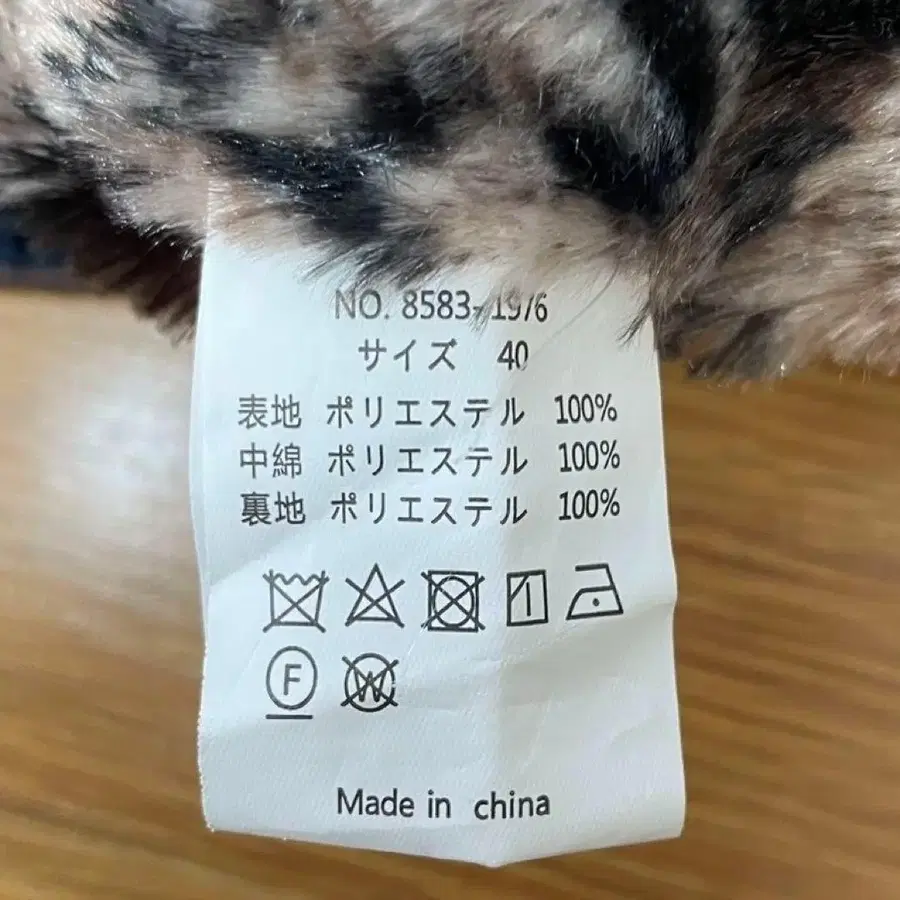 NO. 8583-1976
サイズ 40
表地 ポリエステル 100%
中綿 ポリエステル 100%
裏地 ポリエステル 100%
F W
Made in china